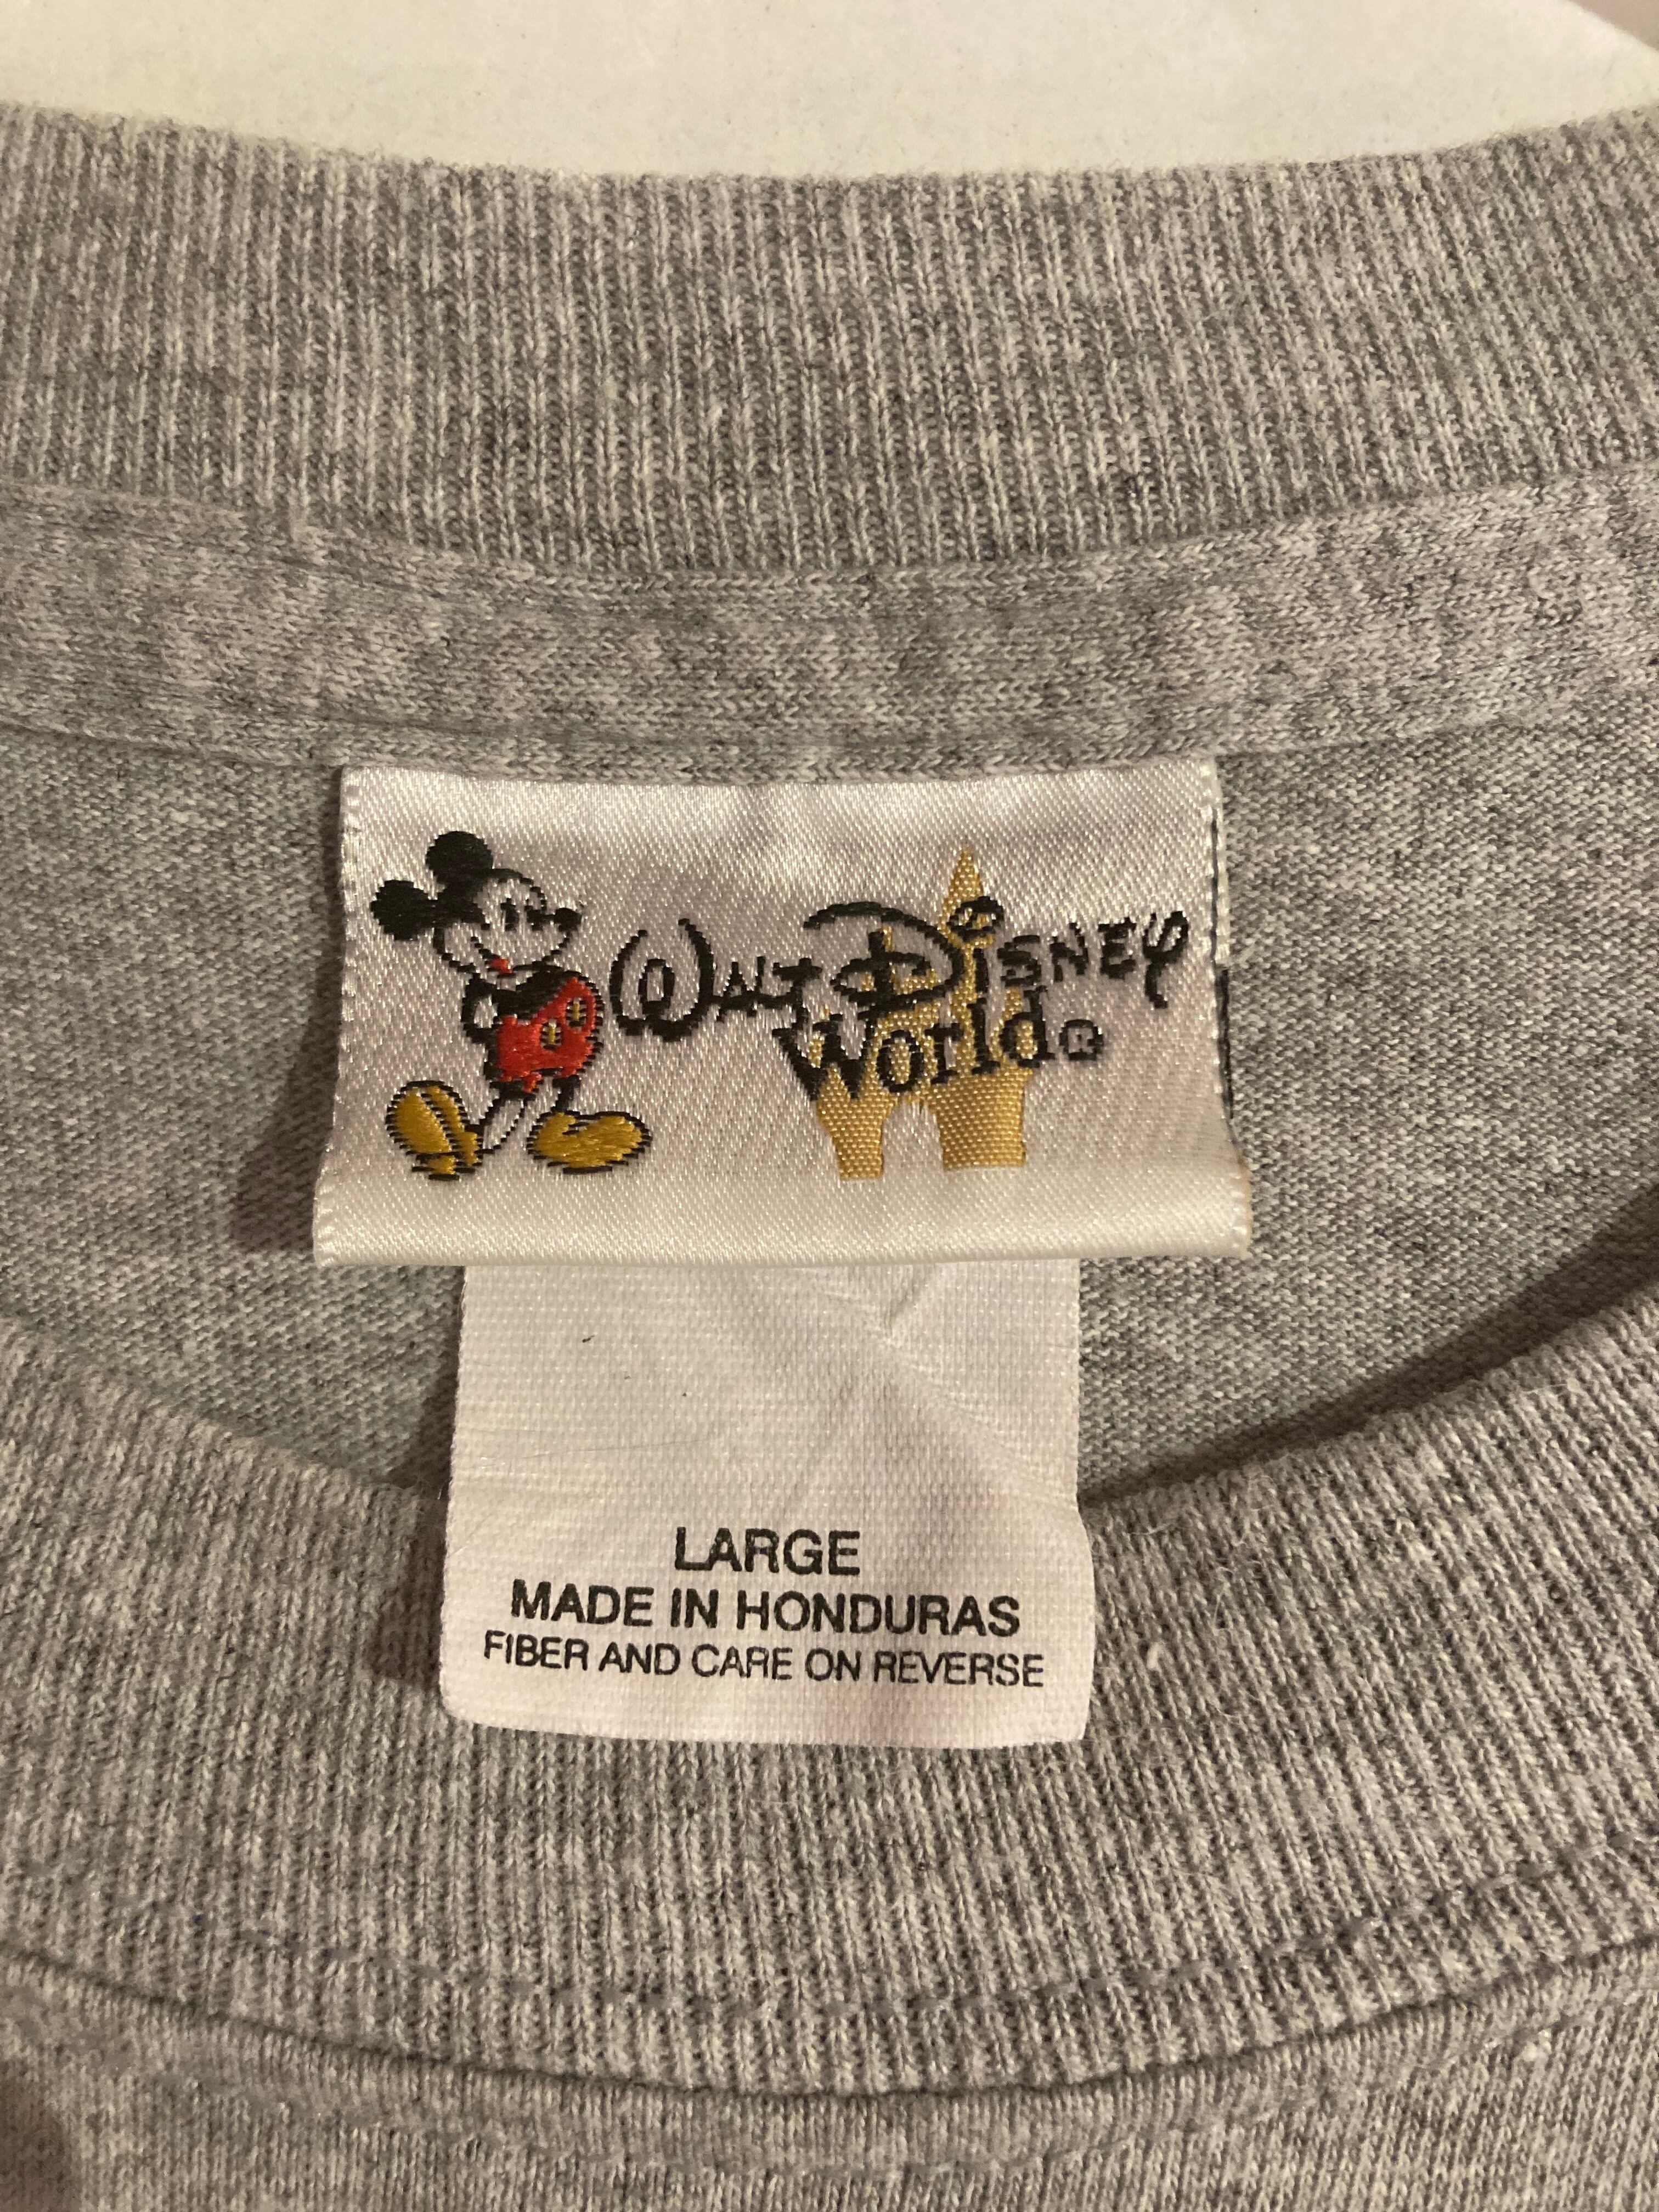 Walt Disney
World®
LARGE
MADE IN HONDURAS
FIBER AND CARE ON REVERSE